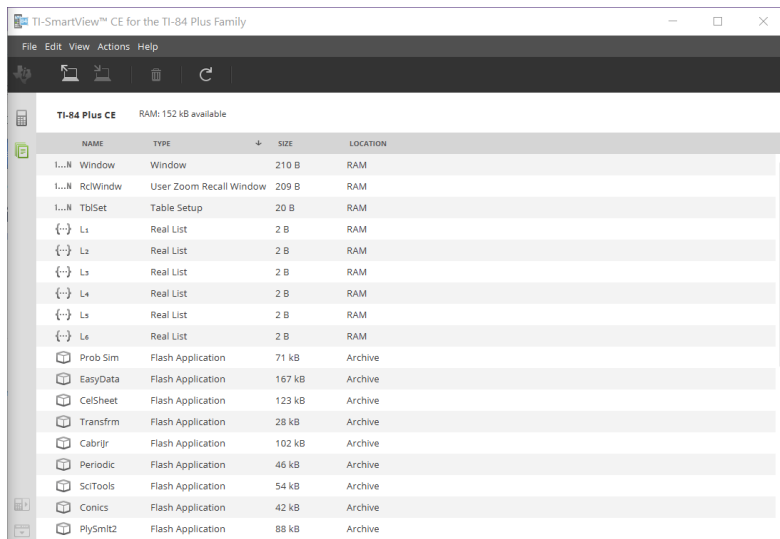 TI-SmartView™ CE for the TI-84 Plus Family
File Edit View Actions Help
TI-84 Plus CE RAM: 152 kB available
NAME TYPE SIZE LOCATION
1...N Window Window 210 B RAM
1...N RclWindw User Zoom Recall Window 209 B RAM
1...N TblSet Table Setup 20 B RAM
{···} L₁ Real List 2 B RAM
{···} L₂ Real List 2 B RAM
{···} L₃ Real List 2 B RAM
{···} L₄ Real List 2 B RAM
{···} L₅ Real List 2 B RAM
{···} L₆ Real List 2 B RAM
Prob Sim Flash Application 71 kB Archive
EasyData Flash Application 167 kB Archive
CelSheet Flash Application 123 kB Archive
Transfrm Flash Application 28 kB Archive
CabriJr Flash Application 102 kB Archive
Periodic Flash Application 46 kB Archive
SciTools Flash Application 54 kB Archive
Conics Flash Application 42 kB Archive
PlySmlt2 Flash Application 88 kB Archive